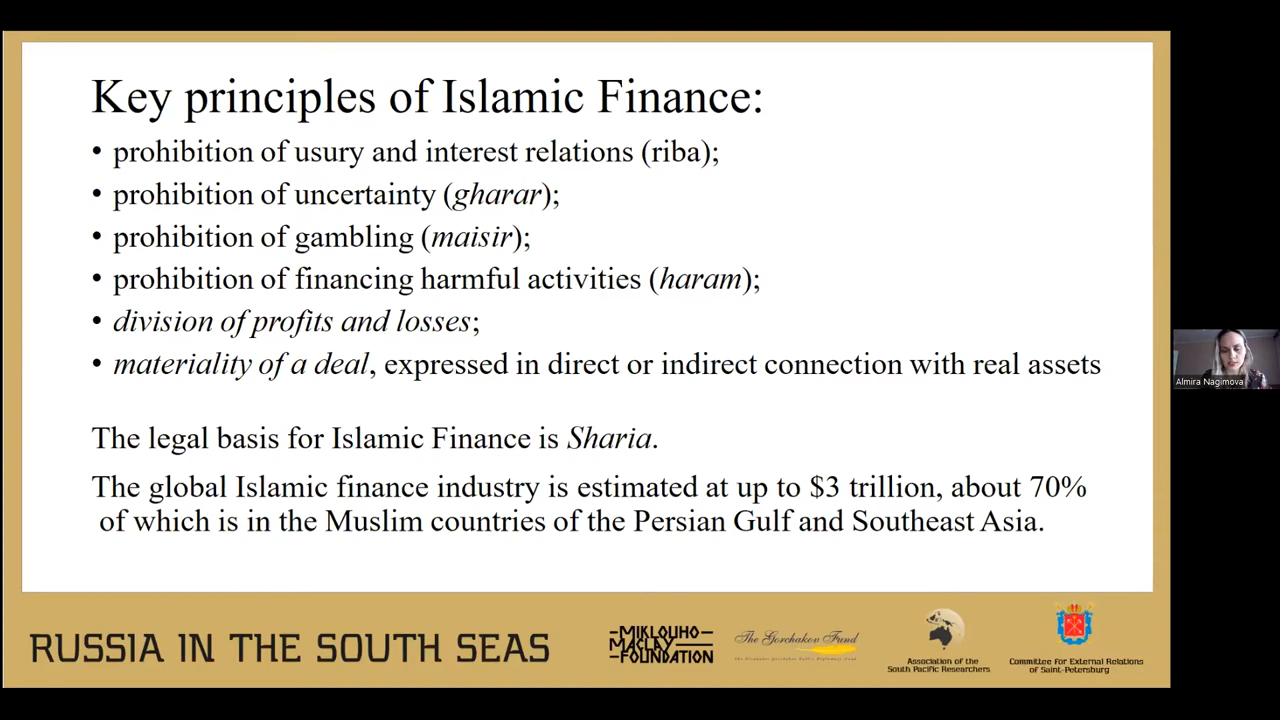 Key principles of Islamic Finance:
• prohibition of usury and interest relations (riba);
• prohibition of uncertainty (gharar);
• prohibition of gambling (maisir);
• prohibition of financing harmful activities (haram);
• division of profits and losses;
• materiality of a deal, expressed in direct or indirect connection with real assets
The legal basis for Islamic Finance is Sharia.
The global Islamic finance industry is estimated at up to $3 trillion, about 70%
of which is in the Muslim countries of the Persian Gulf and Southeast Asia.
Almira Nagimova
RUSSIA IN THE SOUTH SEAS
MIKLOUHO
MACLAY
FOUNDATION
The Gorchakov Fund
Association of the
South Pacific Researchers
Committee for External Relations
of Saint-Petersburg